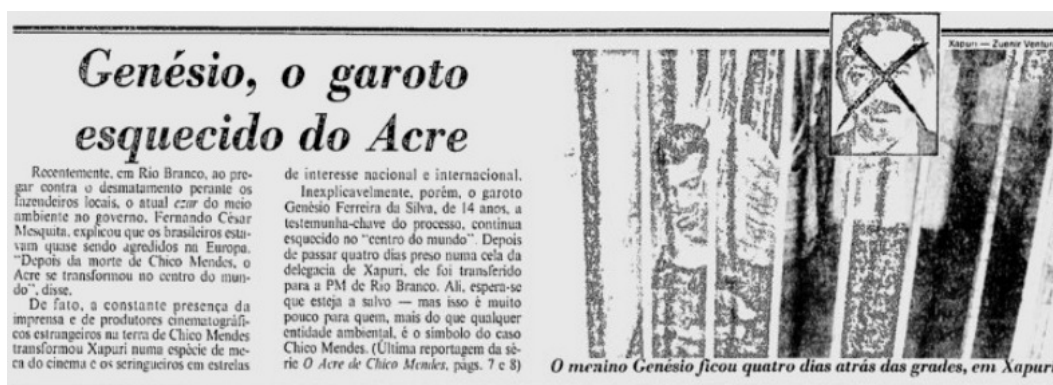 Xapuri — Zuenir Ventur
Genésio, o garoto
esquecido do Acre
Recentemente, em Rio Branco, ao pre-
gar contra o desmatamento perante os
fazendeiros locais, o atual czar do meio
ambiente no governo, Fernando César
Mesquita, explicou que os brasileiros esta-
vam quase sendo agredidos na Europa.
"Depois da morte de Chico Mendes, o
Acre se transformou no centro do mun-
do", disse.
De fato, a constante presença da
imprensa e de produtores cinematográfi-
cos estrangeiros na terra de Chico Mendes
transformou Xapuri numa espécie de me-
ca do cinema e os seringueiros em estrelas
de interesse nacional e internacional.
Inexplicavelmente, porém, o garoto
Genésio Ferreira da Silva, de 14 anos, a
testemunha-chave do processo, continua
esquecido no "centro do mundo". Depois
de passar quatro dias preso numa cela da
delegacia de Xapuri, ele foi transferido
para a PM de Rio Branco. Ali, espera-se
que esteja a salvo — mas isso é muito
pouco para quem, mais do que qualquer
entidade ambiental, é o símbolo do caso
Chico Mendes. (Última reportagem da sé-
rie O Acre de Chico Mendes, págs. 7 e 8)
O menino Genésio ficou quatro dias atrás das grades, em Xapuri